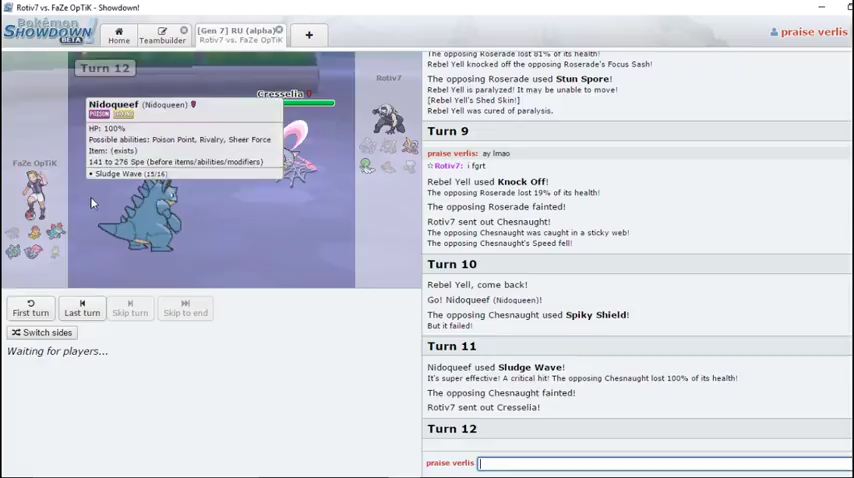 Rotiv7 vs. FaZe OpTiK - Showdown!
Pokémon
SHOWDOWN
BETA
Home
Teambuilder
[Gen 7] RU (alpha)
Rotiv7 vs. FaZe OpTiK
praise verlis
Turn 12
Cresselia
Rotiv7
Nidoqueef (Nidoqueen)
POISON
GROUND
HP: 100%
Possible abilities: Poison Point, Rivalry, Sheer Force
Item: (exists)
141 to 276 Spe (before items/abilities/modifiers)
• Sludge Wave (15/16)
FaZe OpTiK
First turn
Last turn
Skip turn
Skip to end
Switch sides
Waiting for players...
The opposing Roserade lost 81% of its health!
Rebel Yell knocked off the opposing Roserade's Focus Sash!
The opposing Roserade used Stun Spore!
Rebel Yell is paralyzed! It may be unable to move!
[Rebel Yell's Shed Skin!]
Rebel Yell was cured of paralysis.
Turn 9
praise verlis: ay lmao
☆Rotiv7: i fgrt
Rebel Yell used Knock Off!
The opposing Roserade lost 19% of its health!
The opposing Roserade fainted!
Rotiv7 sent out Chesnaught!
The opposing Chesnaught was caught in a sticky web!
The opposing Chesnaught's Speed fell!
Turn 10
Rebel Yell, come back!
Go! Nidoqueef (Nidoqueen)!
The opposing Chesnaught used Spiky Shield!
But it failed!
Turn 11
Nidoqueef used Sludge Wave!
It's super effective! A critical hit! The opposing Chesnaught lost 100% of its health!
The opposing Chesnaught fainted!
Rotiv7 sent out Cresselia!
Turn 12
praise verlis: